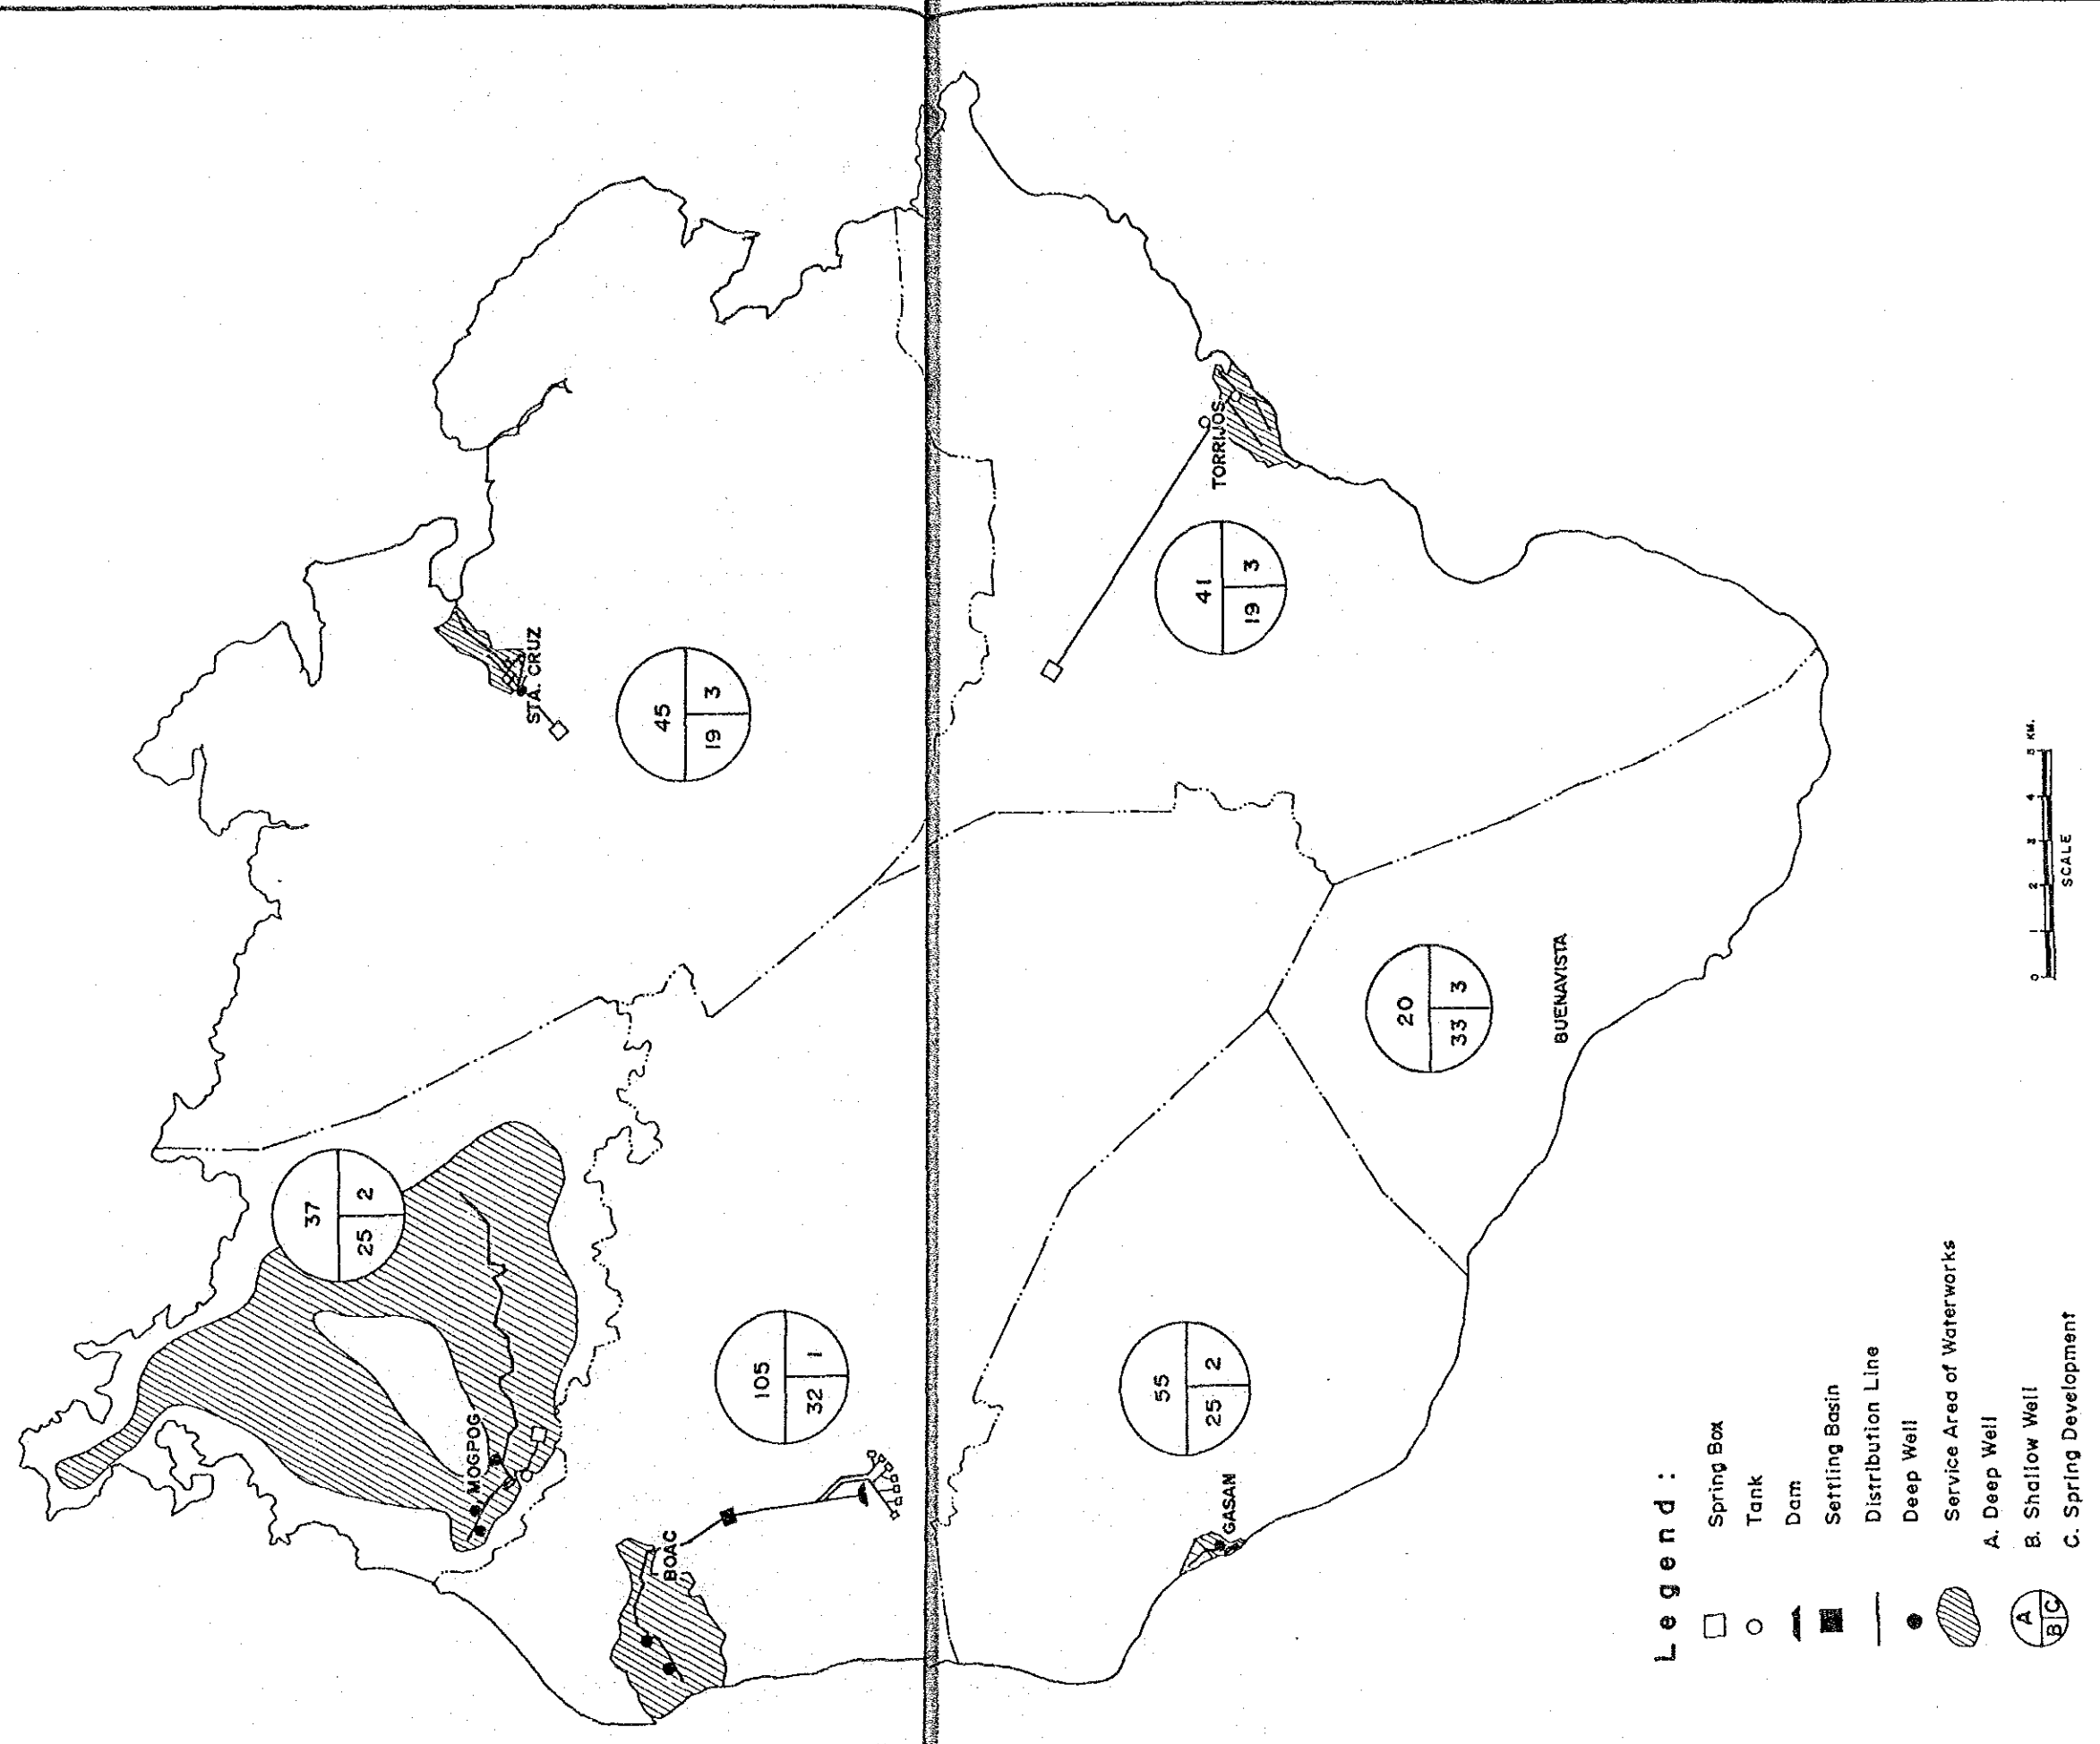 MOGPOG
37
25 2
STA. CRUZ
45
19 3
BOAC
105
32 1
TORRIJOS
41
19 3
GASAN
55
25 2
BUENAVISTA
20
33 3
0 1 2 3 4 5 KM.
SCALE
Legend :
Spring Box
Tank
Dam
Settling Basin
Distribution Line
Deep Well
Service Area of Waterworks
A
B C
A. Deep Well
B. Shallow Well
C. Spring Development